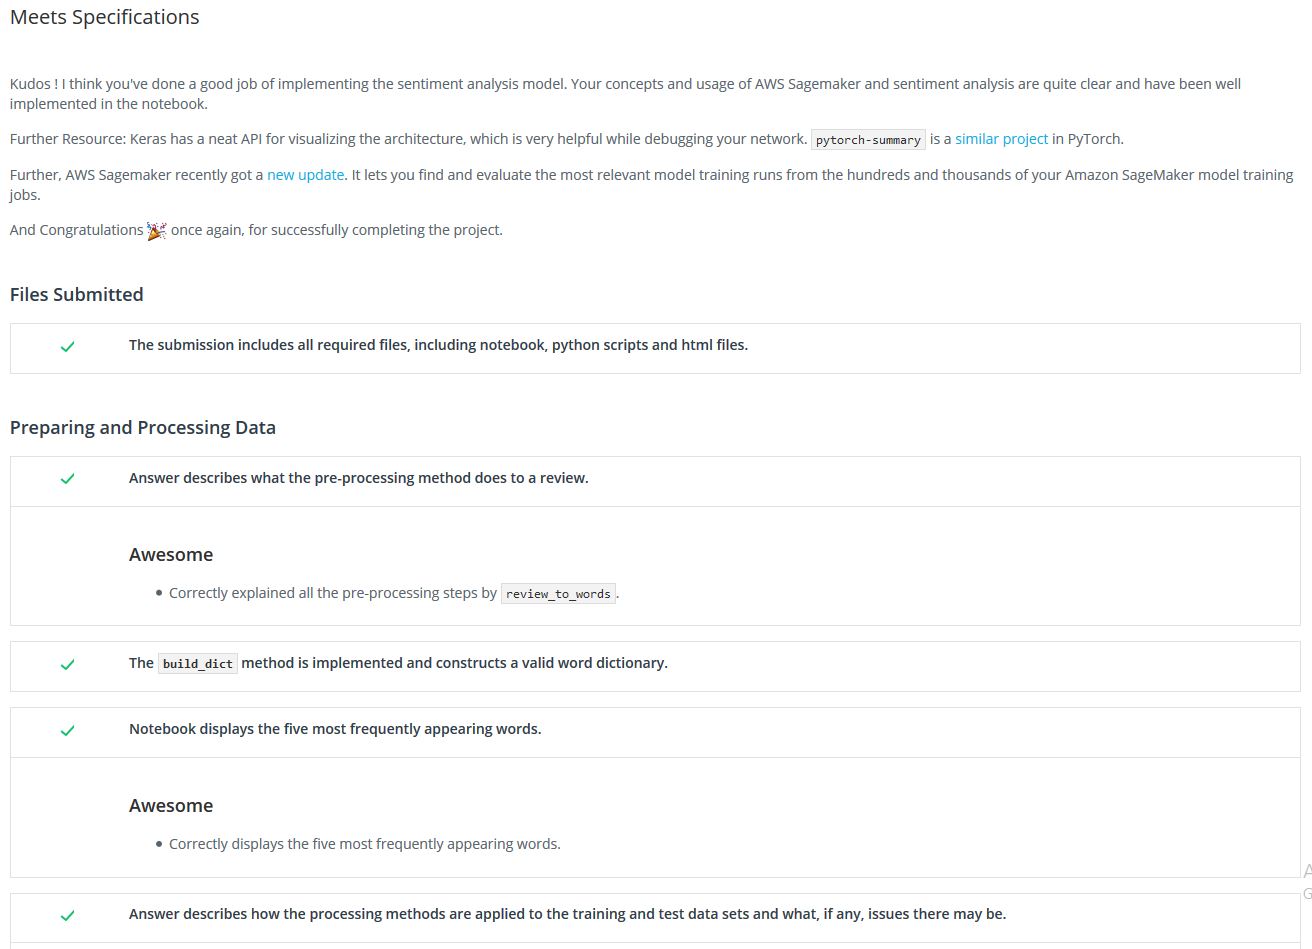 Meets Specifications
Kudos ! I think you've done a good job of implementing the sentiment analysis model. Your concepts and usage of AWS Sagemaker and sentiment analysis are quite clear and have been well
implemented in the notebook.
Further Resource: Keras has a neat API for visualizing the architecture, which is very helpful while debugging your network. pytorch-summary is a similar project in PyTorch.
Further, AWS Sagemaker recently got a new update. It lets you find and evaluate the most relevant model training runs from the hundreds and thousands of your Amazon SageMaker model training
jobs.
And Congratulations 🎉 once again, for successfully completing the project.
Files Submitted
The submission includes all required files, including notebook, python scripts and html files.
Preparing and Processing Data
Answer describes what the pre-processing method does to a review.
Awesome
Correctly explained all the pre-processing steps by review_to_words.
The build_dict method is implemented and constructs a valid word dictionary.
Notebook displays the five most frequently appearing words.
Awesome
Correctly displays the five most frequently appearing words.
Answer describes how the processing methods are applied to the training and test data sets and what, if any, issues there may be.